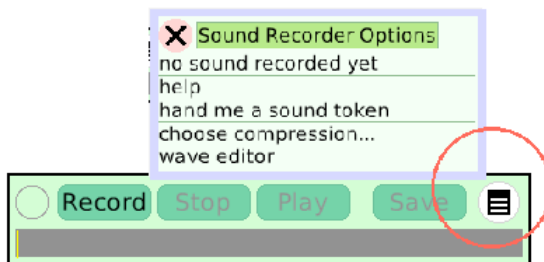 Sound Recorder Options
no sound recorded yet
help
hand me a sound token
choose compression...
wave editor
Record Stop Play Save